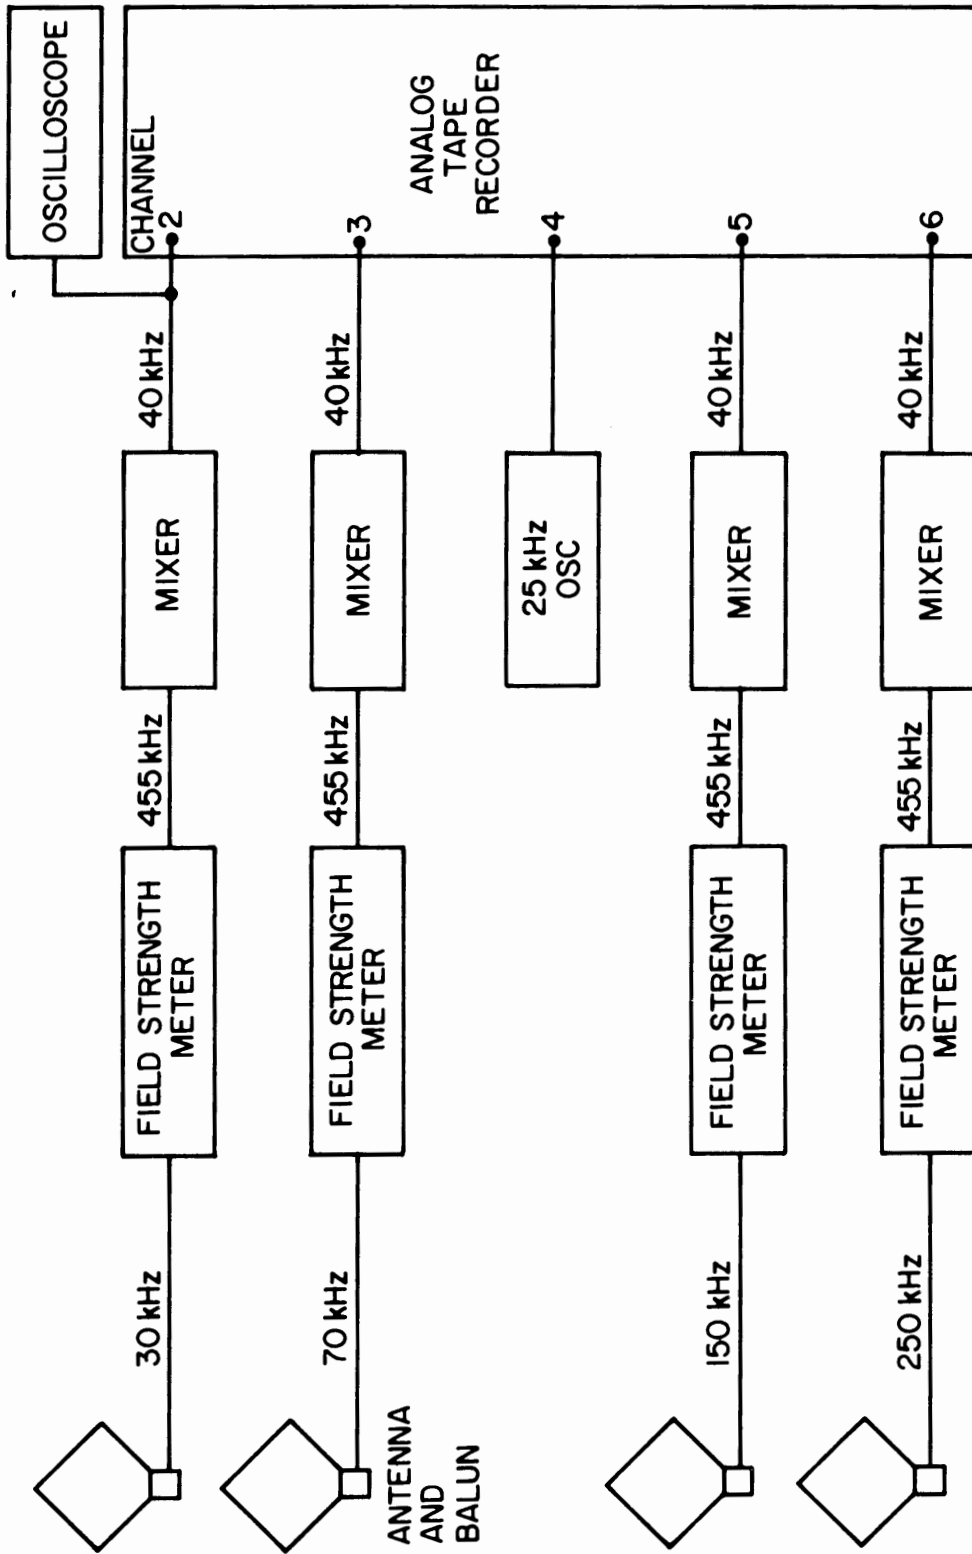 OSCILLOSCOPE
CHANNEL
ANALOG
TAPE
RECORDER
30 kHz
FIELD STRENGTH
METER
455 kHz
MIXER
40 kHz
2
70 kHz
FIELD STRENGTH
METER
455 kHz
MIXER
40 kHz
3
ANTENNA
AND
BALUN
25 kHz
OSC
4
150 kHz
FIELD STRENGTH
METER
455 kHz
MIXER
40 kHz
5
250 kHz
FIELD STRENGTH
METER
455 kHz
MIXER
40 kHz
6